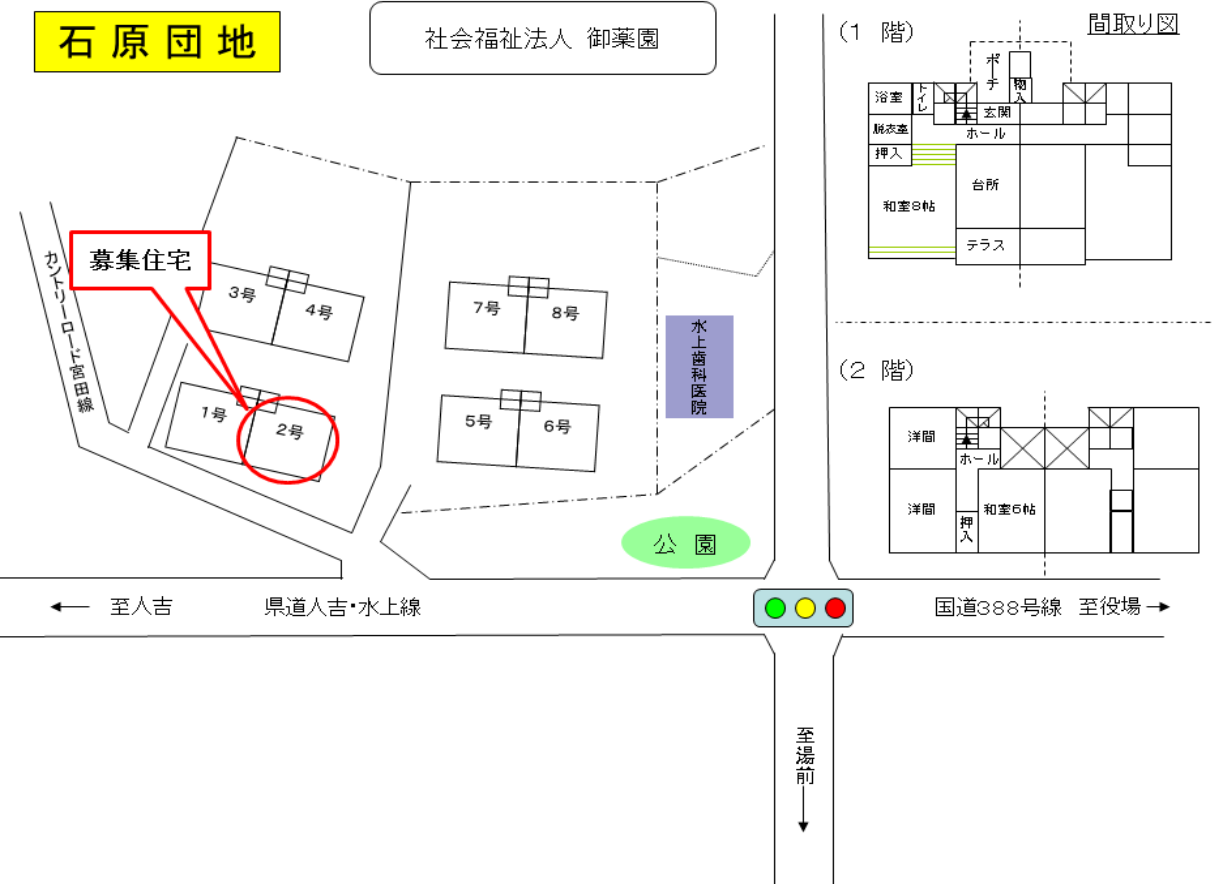 石原団地
社会福祉法人 御薬園
間取り図
(1 階)
ポーチ
物入
浴室
トイレ
玄関
脱衣室
ホール
押入
台所
和室8帖
テラス
カントリーロード宮田線
募集住宅
3号
4号
7号
8号
水上歯科医院
1号
2号
5号
6号
(2 階)
洋間
ホール
洋間
押入
和室6帖
公 園
← 至人吉
県道人吉・水上線
国道388号線 至役場→
至湯前